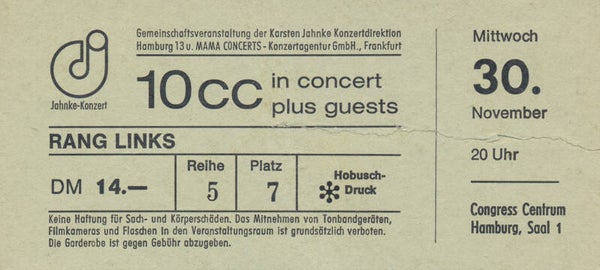 Gemeinschaftsveranstaltung der Karsten Jahnke Konzertdirektion
Hamburg 13 u. MAMA CONCERTS - Konzertagentur GmbH., Frankfurt
Jahnke-Konzert
10cc in concert
plus guests
RANG LINKS
DM 14.—
Reihe
5
Platz
7
Hobusch-
Druck
Keine Haftung für Sach- und Körperschäden. Das Mitnehmen von Tonbandgeräten,
Filmkameras und Flaschen in den Veranstaltungsraum ist grundsätzlich verboten.
Die Garderobe ist gegen Gebühr abzugeben.
Mittwoch
30.
November
20 Uhr
Congress Centrum
Hamburg, Saal 1